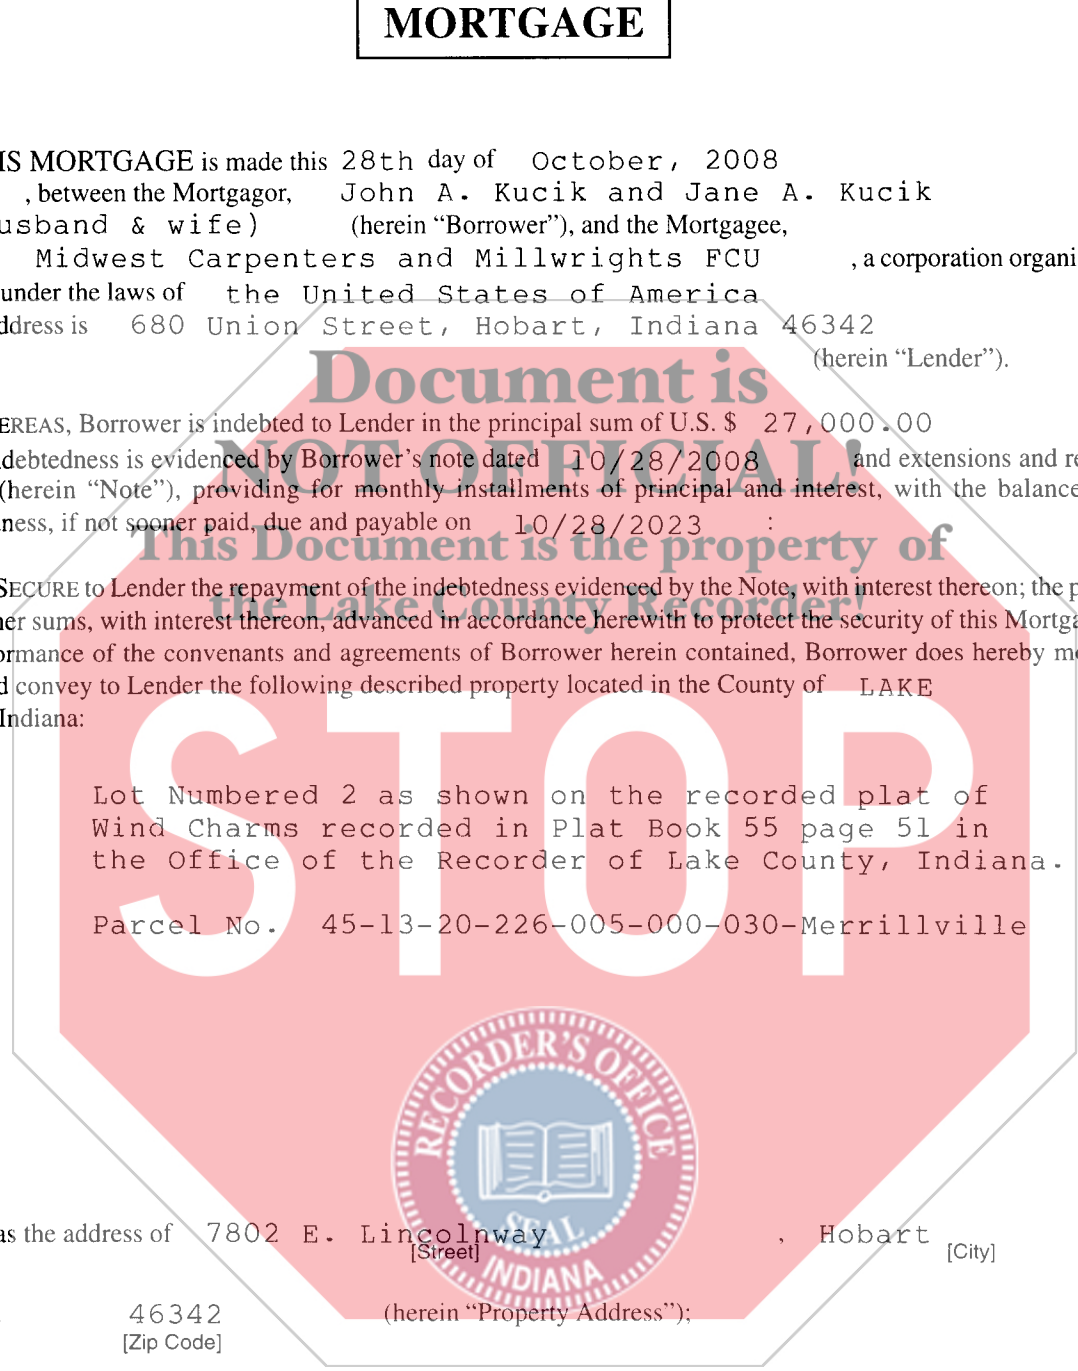 MORTGAGE
IS MORTGAGE is made this 28th day of October, 2008
, between the Mortgagor, John A. Kucik and Jane A. Kucik
usband & wife) (herein “Borrower”), and the Mortgagee,
Midwest Carpenters and Millwrights FCU , a corporation organi
under the laws of the United States of America
ddress is 680 Union Street, Hobart, Indiana 46342
(herein “Lender”).
Document is
EREAS, Borrower is indebted to Lender in the principal sum of U.S. $ 27,000.00
NOT OFFICIAL!
debtedness is evidenced by Borrower’s note dated 10/28/2008 and extensions and re
(herein “Note”), providing for monthly installments of principal and interest, with the balance
ness, if not sooner paid, due and payable on 10/28/2023 :
This Document is the property of
SECURE to Lender the repayment of the indebtedness evidenced by the Note, with interest thereon; the p
the Lake County Recorder!
er sums, with interest thereon, advanced in accordance herewith to protect the security of this Mortga
ormance of the convenants and agreements of Borrower herein contained, Borrower does hereby m
d convey to Lender the following described property located in the County of LAKE
Indiana:
STOP
Lot Numbered 2 as shown on the recorded plat of
Wind Charms recorded in Plat Book 55 page 51 in
the Office of the Recorder of Lake County, Indiana.
Parcel No. 45-13-20-226-005-000-030-Merrillville
RECORDER'S OFFICE
SEAL
INDIANA
as the address of 7802 E. Lincolnway , Hobart
[Street] [City]
46342 (herein “Property Address”);
[Zip Code]